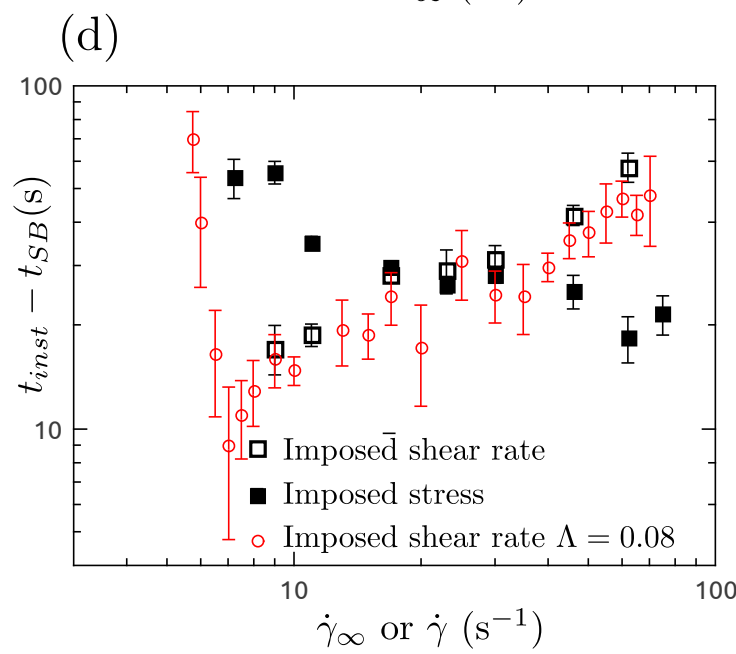 (d)
100
10
t_{inst} − t_{SB}(s)
Imposed shear rate
Imposed stress
Imposed shear rate Λ = 0.08
10
100
γ̇_∞ or γ̇ (s⁻¹)